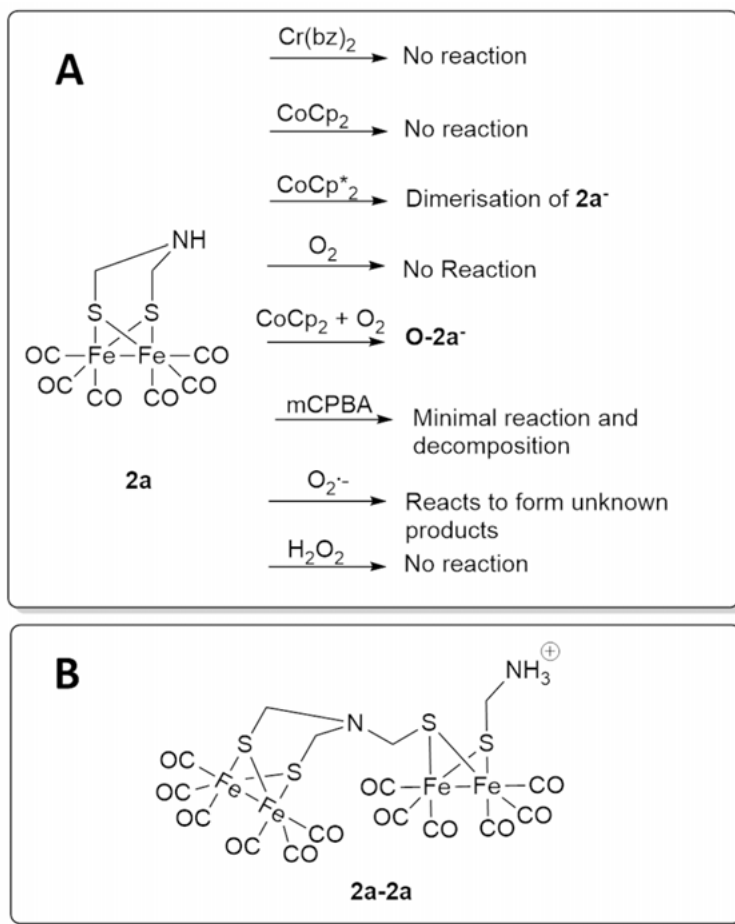 A
Cr(bz)2
No reaction
CoCp2
No reaction
CoCp*2
Dimerisation of 2a-
NH
O2
No Reaction
S S
CoCp2 + O2
O-2a-
OC Fe Fe CO
OC CO CO CO
mCPBA
Minimal reaction and
decomposition
2a
O2·-
Reacts to form unknown
products
H2O2
No reaction
B
NH3 +
N S
S S
OC S
OC Fe OC Fe Fe CO
OC Fe CO OC CO CO CO
OC CO CO
2a-2a